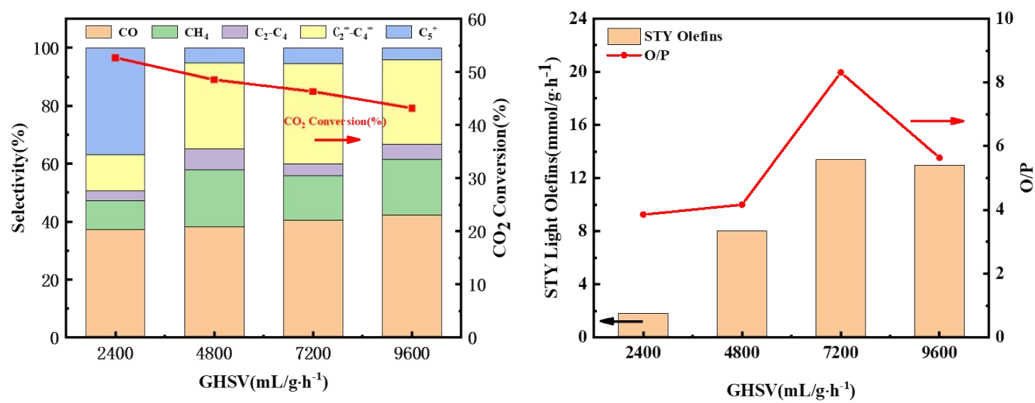 CO CH₄ C₂-C₄ C₂⁼-C₄⁼ C₅⁺
Selectivity(%)
100
80
60
40
20
0
60
50
40
30
20
10
0
CO₂ Conversion(%)
CO₂ Conversion(%)
2400 4800 7200 9600
GHSV(mL/g·h⁻¹)
STY Light Olefins(mmol/g·h⁻¹)
24
20
16
12
8
4
0
STY Olefins
O/P
10
8
6
4
2
0
O/P
2400 4800 7200 9600
GHSV(mL/g·h⁻¹)